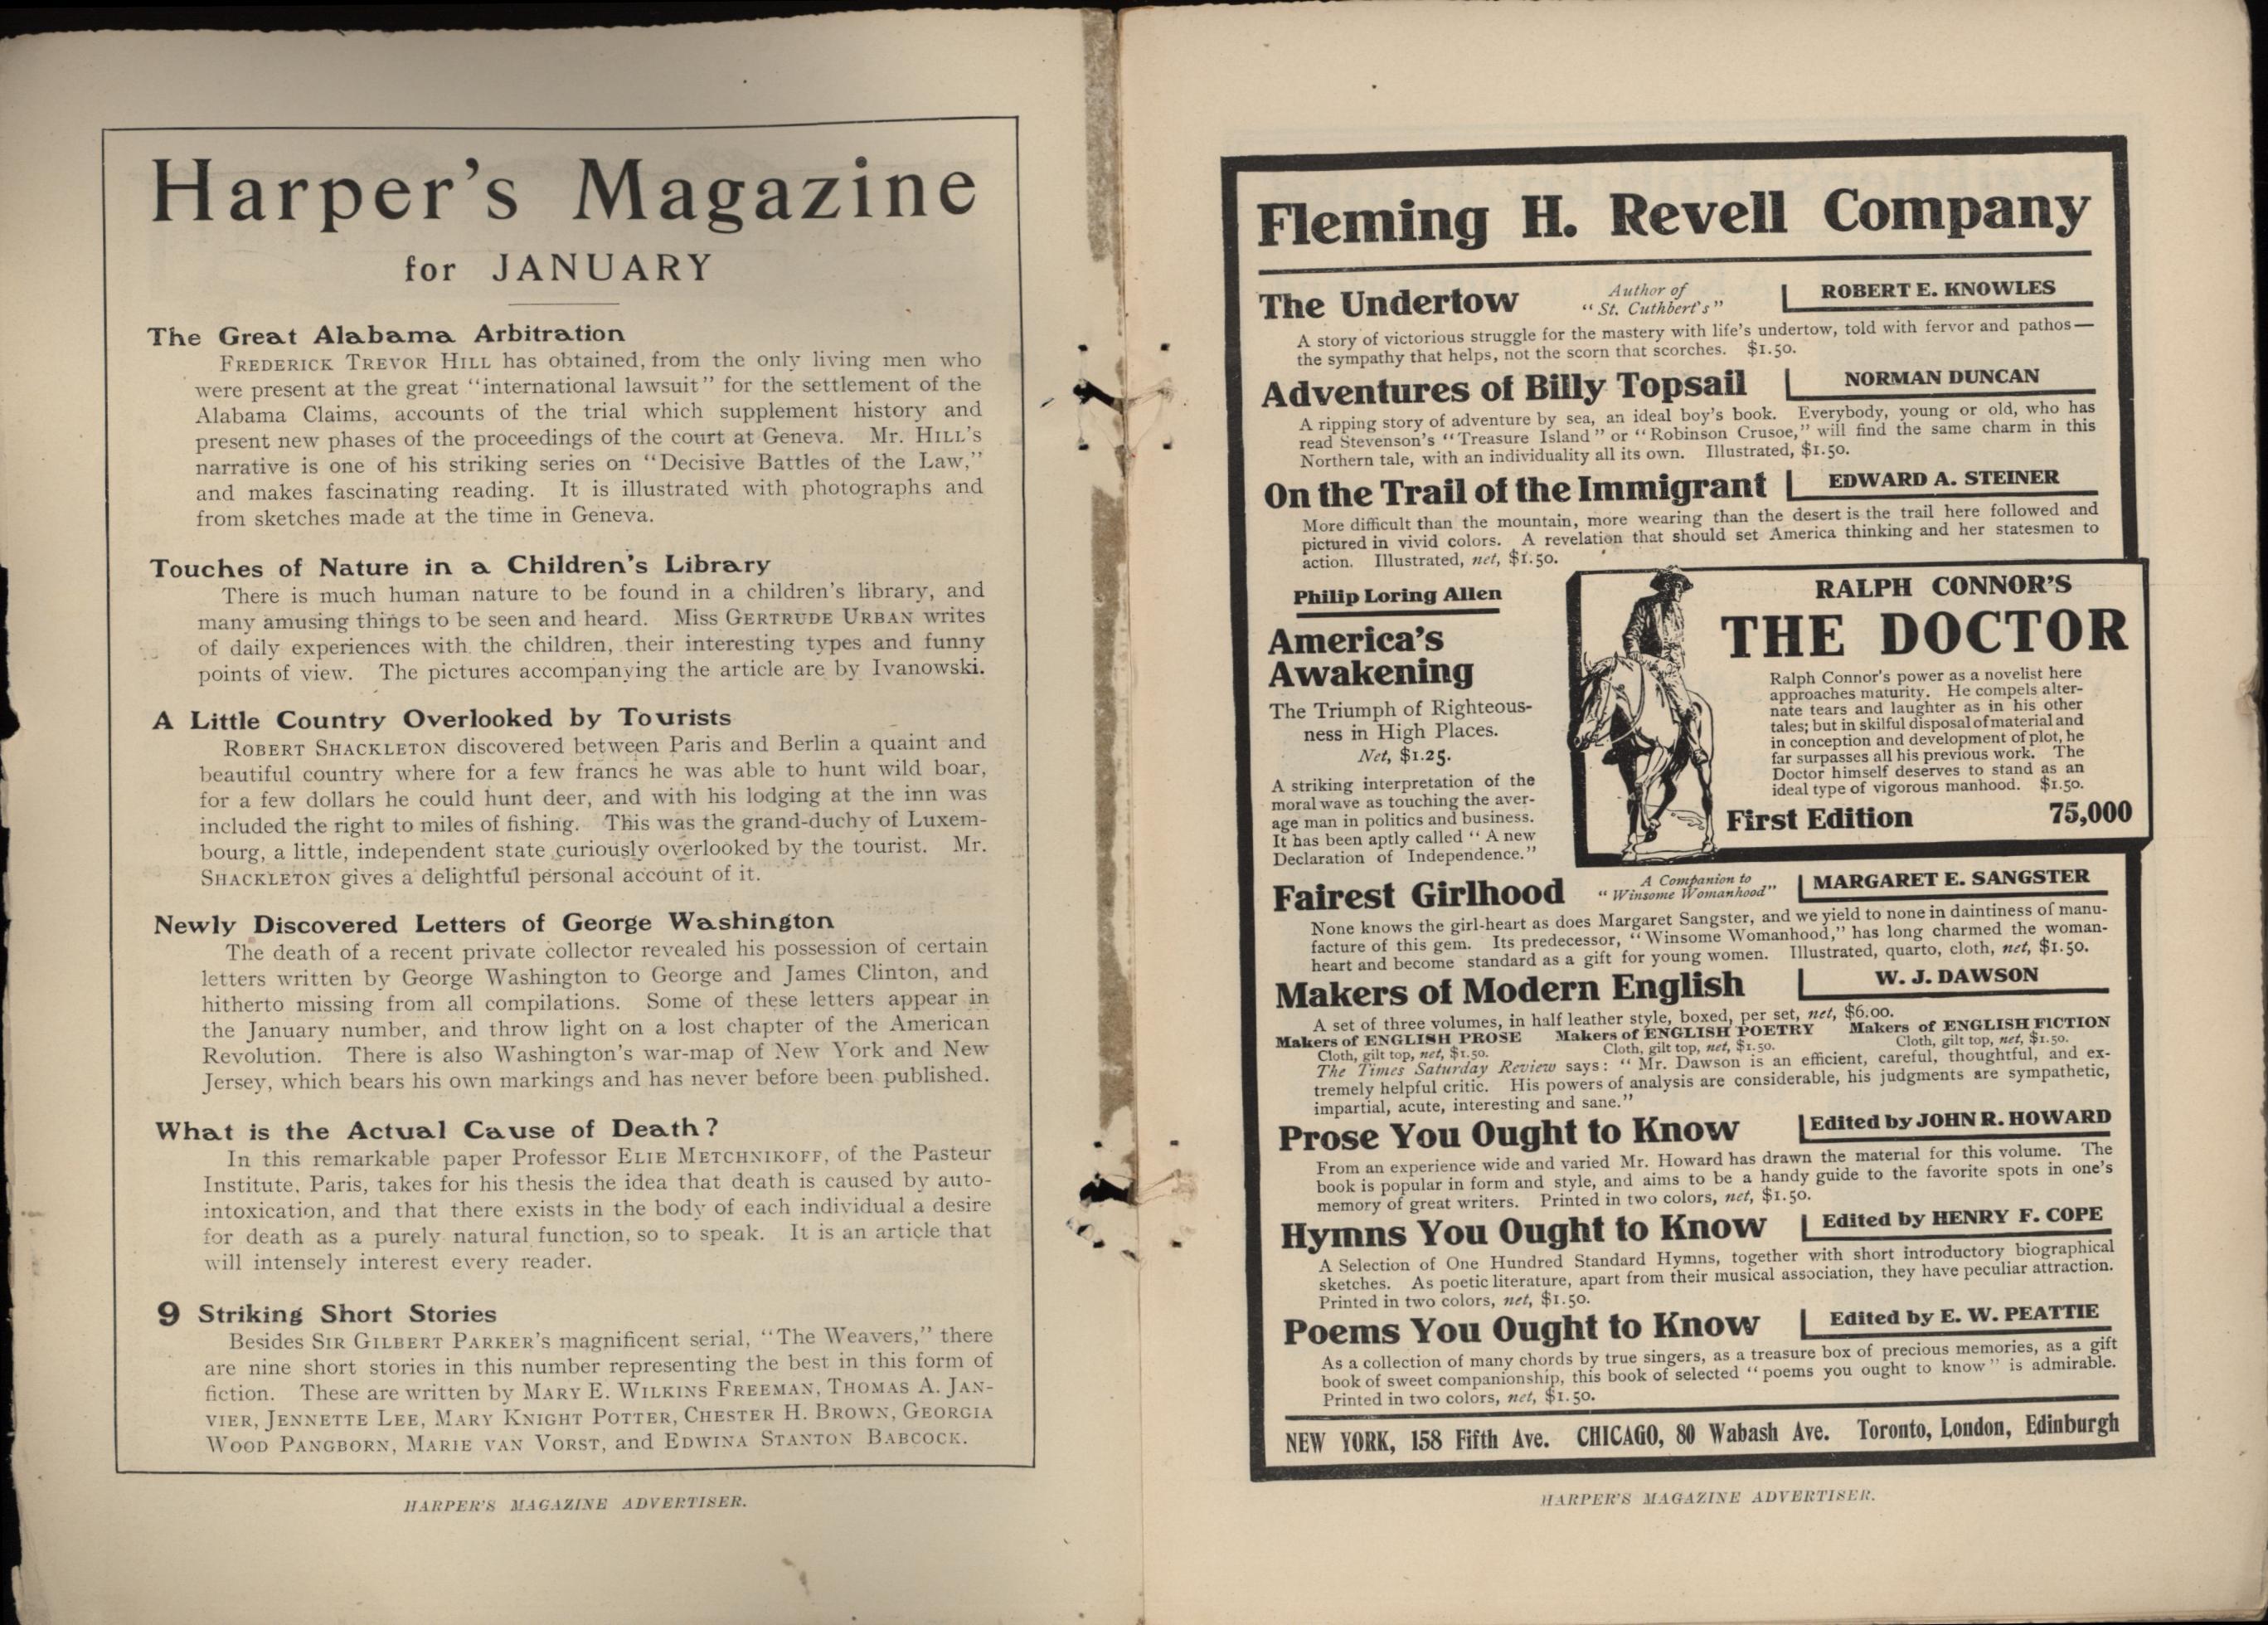 Harper's Magazine
for JANUARY
The Great Alabama Arbitration
FREDERICK TREVOR HILL has obtained, from the only living men who
were present at the great "international lawsuit" for the settlement of the
Alabama Claims, accounts of the trial which supplement history and
present new phases of the proceedings of the court at Geneva. Mr. HILL'S
narrative is one of his striking series on "Decisive Battles of the Law,"
and makes fascinating reading. It is illustrated with photographs and
from sketches made at the time in Geneva.
Touches of Nature in a Children's Library
There is much human nature to be found in a children's library, and
many amusing things to be seen and heard. Miss GERTRUDE URBAN writes
of daily experiences with the children, their interesting types and funny
points of view. The pictures accompanying the article are by Ivanowski.
A Little Country Overlooked by Tourists
ROBERT SHACKLETON discovered between Paris and Berlin a quaint and
beautiful country where for a few francs he was able to hunt wild boar,
for a few dollars he could hunt deer, and with his lodging at the inn was
included the right to miles of fishing. This was the grand-duchy of Luxem-
bourg, a little, independent state curiously overlooked by the tourist. Mr.
SHACKLETON gives a delightful personal account of it.
Newly Discovered Letters of George Washington
The death of a recent private collector revealed his possession of certain
letters written by George Washington to George and James Clinton, and
hitherto missing from all compilations. Some of these letters appear in
the January number, and throw light on a lost chapter of the American
Revolution. There is also Washington's war-map of New York and New
Jersey, which bears his own markings and has never before been published.
What is the Actual Cause of Death?
In this remarkable paper Professor ELIE METCHNIKOFF, of the Pasteur
Institute, Paris, takes for his thesis the idea that death is caused by auto-
intoxication, and that there exists in the body of each individual a desire
for death as a purely natural function, so to speak. It is an article that
will intensely interest every reader.
9 Striking Short Stories
Besides SIR GILBERT PARKER'S magnificent serial, "The Weavers," there
are nine short stories in this number representing the best in this form of
fiction. These are written by MARY E. WILKINS FREEMAN, THOMAS A. JAN-
VIER, JENNETTE LEE, MARY KNIGHT POTTER, CHESTER H. BROWN, GEORGIA
WOOD PANGBORN, MARIE VAN VORST, and EDWINA STANTON BABCOCK.
HARPER'S MAGAZINE ADVERTISER.
Fleming H. Revell Company
The Undertow Author of "St. Cuthbert's" ROBERT E. KNOWLES
A story of victorious struggle for the mastery with life's undertow, told with fervor and pathos—
the sympathy that helps, not the scorn that scorches. $1.50.
Adventures of Billy Topsail NORMAN DUNCAN
A ripping story of adventure by sea, an ideal boy's book. Everybody, young or old, who has
read Stevenson's "Treasure Island" or "Robinson Crusoe," will find the same charm in this
Northern tale, with an individuality all its own. Illustrated, $1.50.
On the Trail of the Immigrant EDWARD A. STEINER
More difficult than the mountain, more wearing than the desert is the trail here followed and
pictured in vivid colors. A revelation that should set America thinking and her statesmen to
action. Illustrated, net, $1.50.
Philip Loring Allen
America's
Awakening
The Triumph of Righteous-
ness in High Places.
Net, $1.25.
A striking interpretation of the
moral wave as touching the aver-
age man in politics and business.
It has been aptly called "A new
Declaration of Independence."
RALPH CONNOR'S
THE DOCTOR
Ralph Connor's power as a novelist here
approaches maturity. He compels alter-
nate tears and laughter as in his other
tales; but in skilful disposal of material and
in conception and development of plot, he
far surpasses all his previous work. The
Doctor himself deserves to stand as an
ideal type of vigorous manhood. $1.50.
First Edition 75,000
Fairest Girlhood A Companion to "Winsome Womanhood" MARGARET E. SANGSTER
None knows the girl-heart as does Margaret Sangster, and we yield to none in daintiness of manu-
facture of this gem. Its predecessor, "Winsome Womanhood," has long charmed the woman-
heart and become standard as a gift for young women. Illustrated, quarto, cloth, net, $1.50.
Makers of Modern English W. J. DAWSON
A set of three volumes, in half leather style, boxed, per set, net, $6.00.
Makers of ENGLISH PROSE Makers of ENGLISH POETRY Makers of ENGLISH FICTION
Cloth, gilt top, net, $1.50. Cloth, gilt top, net, $1.50. Cloth, gilt top, net, $1.50.
The Times Saturday Review says: "Mr. Dawson is an efficient, careful, thoughtful, and ex-
tremely helpful critic. His powers of analysis are considerable, his judgments are sympathetic,
impartial, acute, interesting and sane."
Prose You Ought to Know Edited by JOHN R. HOWARD
From an experience wide and varied Mr. Howard has drawn the material for this volume. The
book is popular in form and style, and aims to be a handy guide to the favorite spots in one's
memory of great writers. Printed in two colors, net, $1.50.
Hymns You Ought to Know Edited by HENRY F. COPE
A Selection of One Hundred Standard Hymns, together with short introductory biographical
sketches. As poetic literature, apart from their musical association, they have peculiar attraction.
Printed in two colors, net, $1.50.
Poems You Ought to Know Edited by E. W. PEATTIE
As a collection of many chords by true singers, as a treasure box of precious memories, as a gift
book of sweet companionship, this book of selected "poems you ought to know" is admirable.
Printed in two colors, net, $1.50.
NEW YORK, 158 Fifth Ave. CHICAGO, 80 Wabash Ave. Toronto, London, Edinburgh
HARPER'S MAGAZINE ADVERTISER.